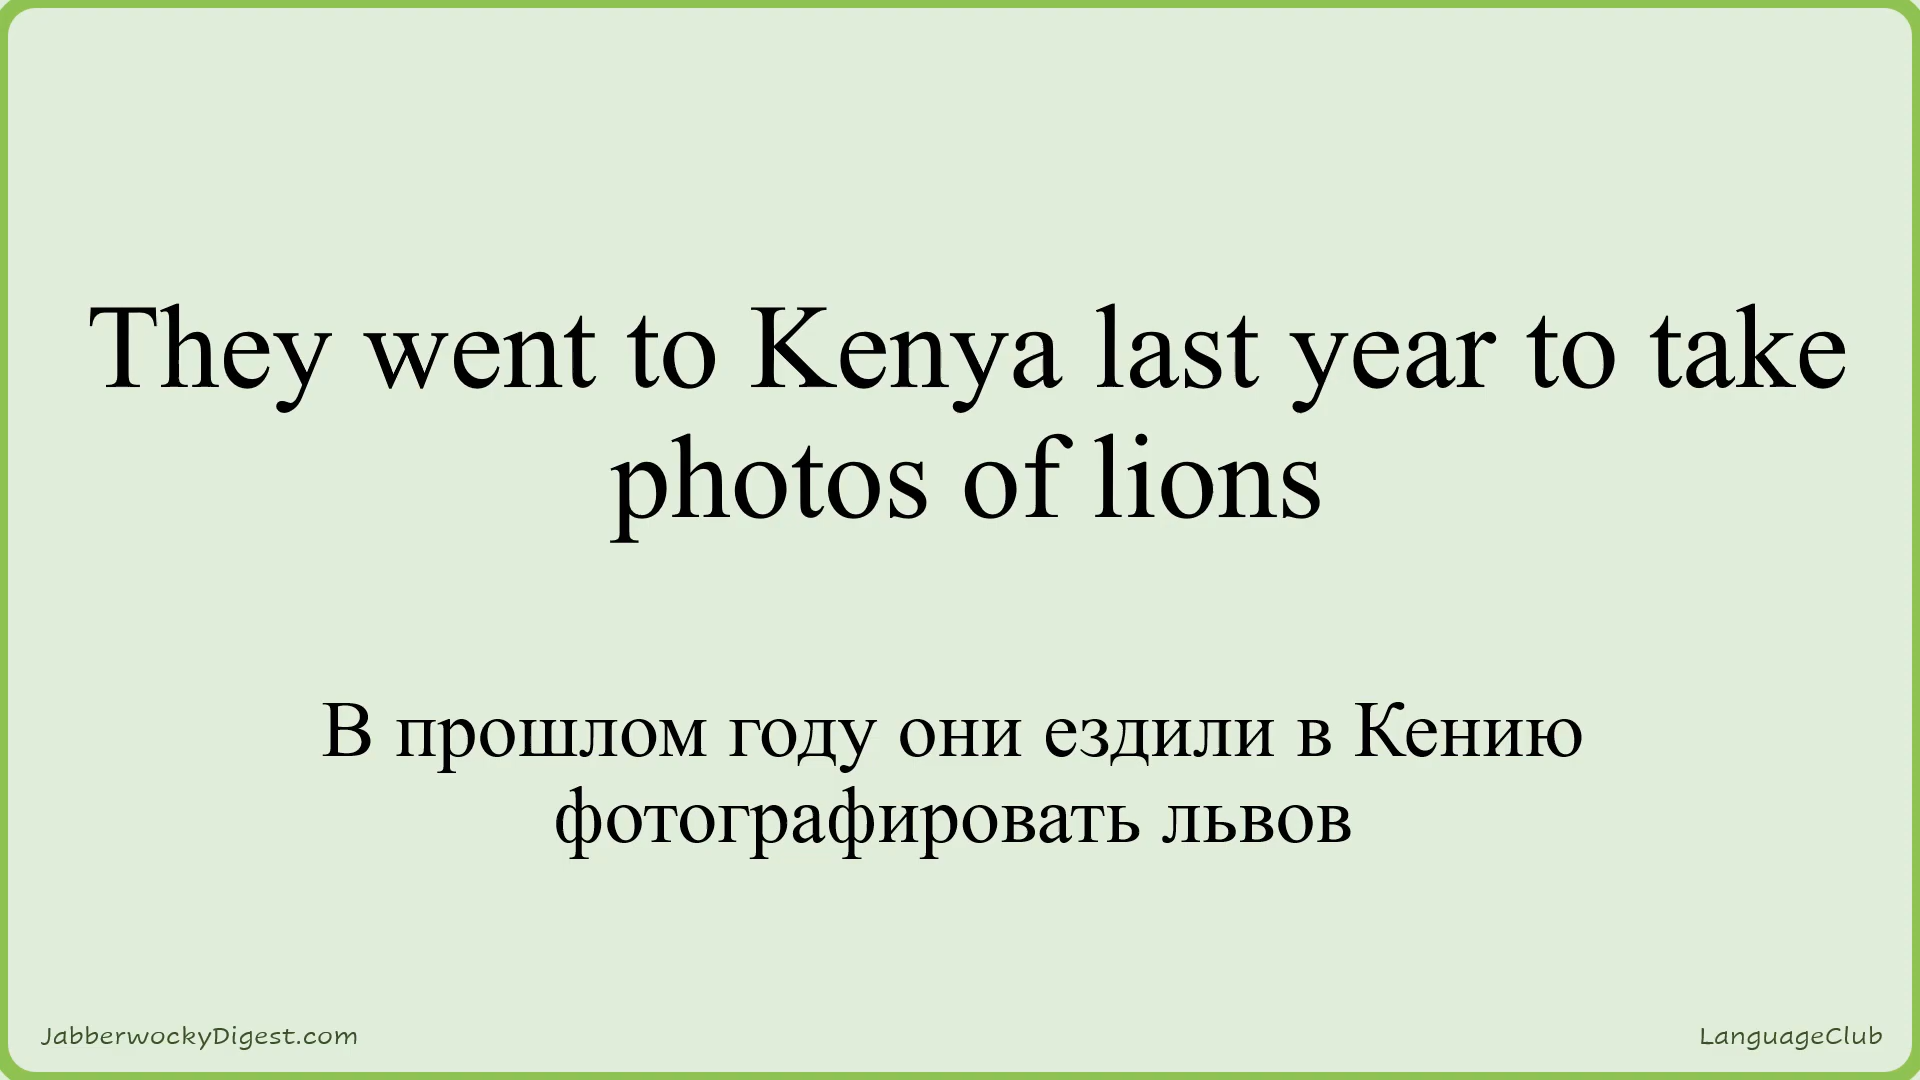 They went to Kenya last year to take
photos of lions
В прошлом году они ездили в Кению
фотографировать львов
JabberwockyDigest.com
LanguageClub